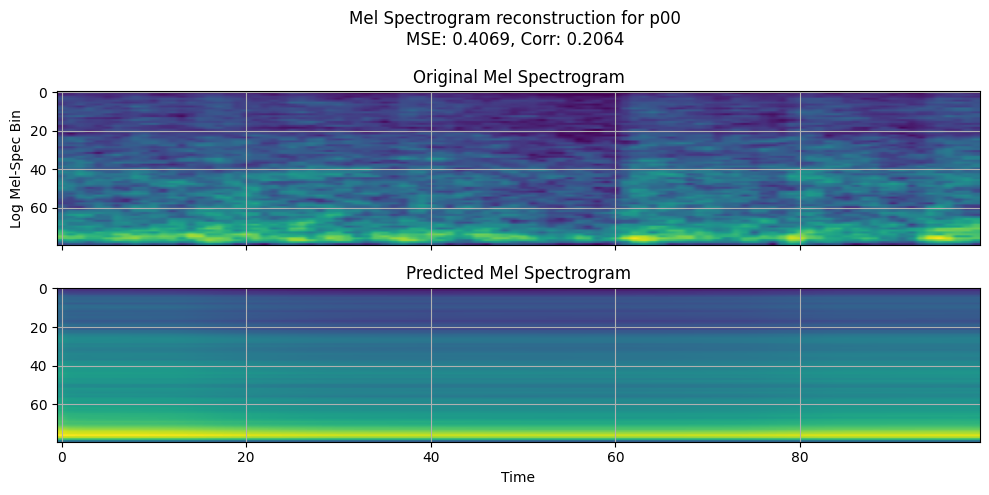 Mel Spectrogram reconstruction for p00
MSE: 0.4069, Corr: 0.2064
Original Mel Spectrogram
Log Mel-Spec Bin
0
20
40
60
Predicted Mel Spectrogram
0
20
40
60
0 20 40 60 80
Time